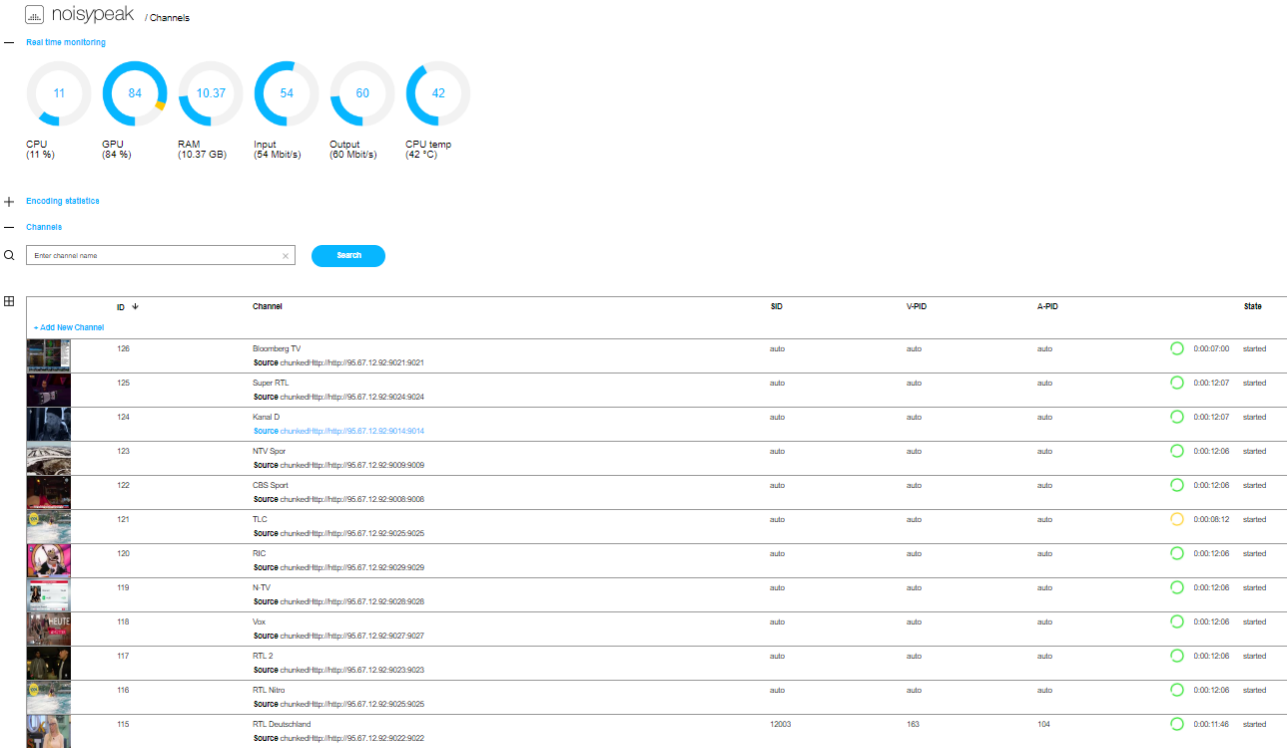 noisypeak / Channels
Real time monitoring
11 84 10.37 54 60 42
CPU GPU RAM Input Output CPU temp
(11 %) (84 %) (10.37 GB) (54 Mbit/s) (60 Mbit/s) (42 °C)
Encoding statistics
Channels
Enter channel name Search
ID Channel SID V-PID A-PID State
+ Add New Channel
126 Bloomberg TV auto auto auto 0:00:07:00 started
Source chunkedHttp://http://95.67.12.92:9021:9021
125 Super RTL auto auto auto 0:00:12:07 started
Source chunkedHttp://http://95.67.12.92:9024:9024
124 Kanal D auto auto auto 0:00:12:07 started
Source chunkedHttp://http://95.67.12.92:9014:9014
123 NTV Spor auto auto auto 0:00:12:06 started
Source chunkedHttp://http://95.67.12.92:9009:9009
122 CBS Sport auto auto auto 0:00:12:06 started
Source chunkedHttp://http://95.67.12.92:9008:9008
121 TLC auto auto auto 0:00:08:12 started
Source chunkedHttp://http://95.67.12.92:9025:9025
120 RIC auto auto auto 0:00:12:06 started
Source chunkedHttp://http://95.67.12.92:9029:9029
119 N-TV auto auto auto 0:00:12:06 started
Source chunkedHttp://http://95.67.12.92:9028:9028
HEUTE 118 Vox auto auto auto 0:00:12:06 started
Source chunkedHttp://http://95.67.12.92:9027:9027
117 RTL 2 auto auto auto 0:00:12:06 started
Source chunkedHttp://http://95.67.12.92:9023:9023
116 RTL Nitro auto auto auto 0:00:12:06 started
Source chunkedHttp://http://95.67.12.92:9025:9025
115 RTL Deutschland 12003 163 104 0:00:11:46 started
Source chunkedHttp://http://95.67.12.92:9022:9022